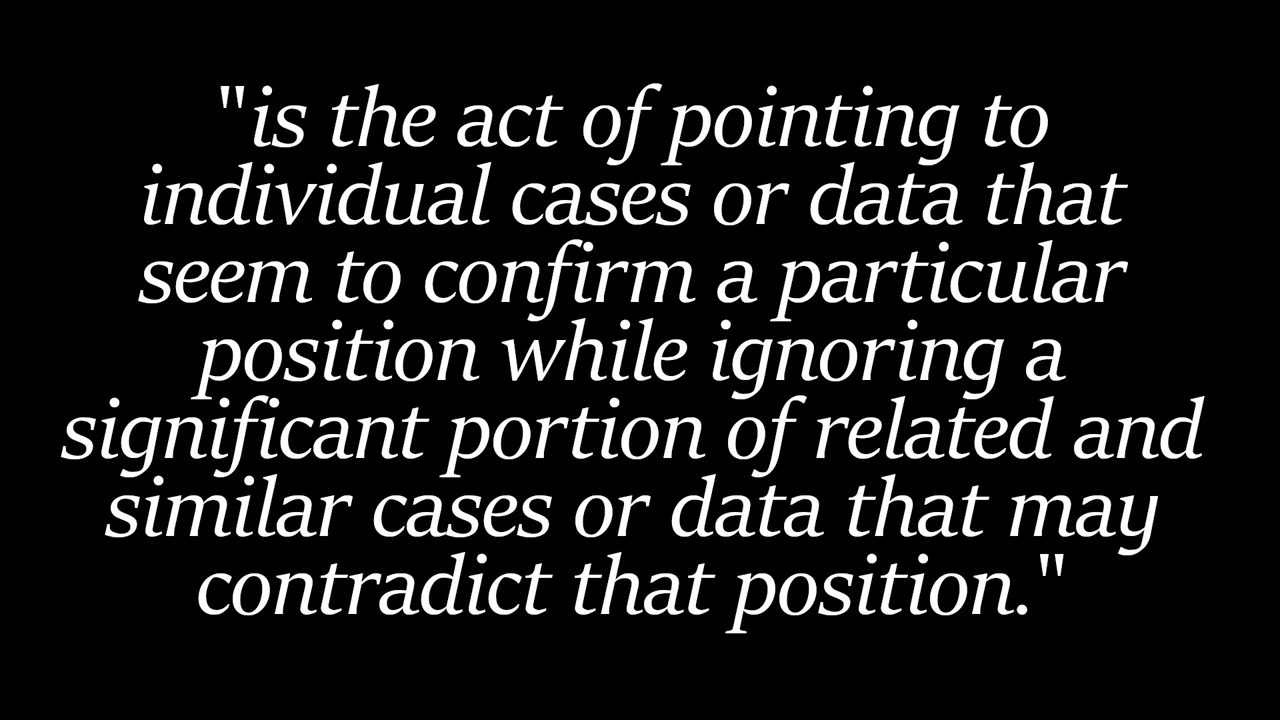 "is the act of pointing to
individual cases or data that
seem to confirm a particular
position while ignoring a
significant portion of related and
similar cases or data that may
contradict that position."